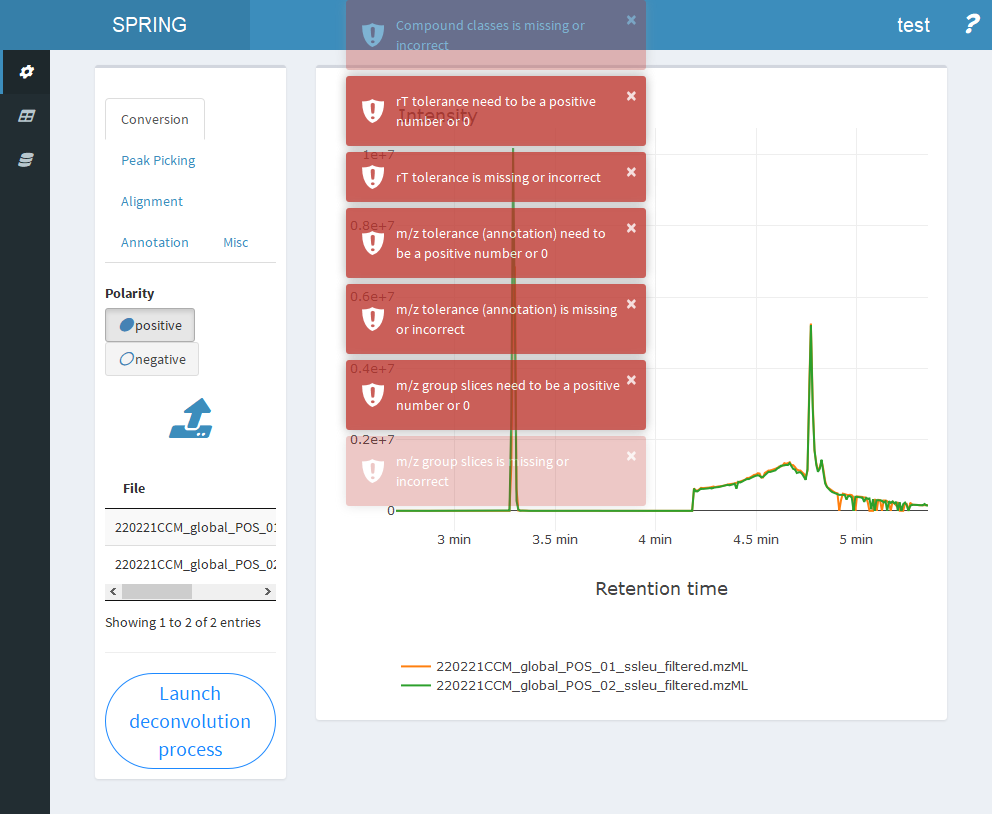 SPRING
test
?
Conversion
Peak Picking
Alignment
Annotation
Misc
Polarity
positive
negative
File
220221CCM_global_POS_01
220221CCM_global_POS_02
Showing 1 to 2 of 2 entries
Launch
deconvolution
process
Compound classes is missing or
incorrect
×
rT tolerance need to be a positive
number or 0
×
rT tolerance is missing or incorrect
×
m/z tolerance (annotation) need to
be a positive number or 0
×
m/z tolerance (annotation) is missing
or incorrect
×
m/z group slices need to be a positive
number or 0
×
m/z group slices is missing or
incorrect
×
Intensity
1e+7
0.8e+7
0.6e+7
0.4e+7
0.2e+7
0
3 min
3.5 min
4 min
4.5 min
5 min
Retention time
220221CCM_global_POS_01_ssleu_filtered.mzML
220221CCM_global_POS_02_ssleu_filtered.mzML